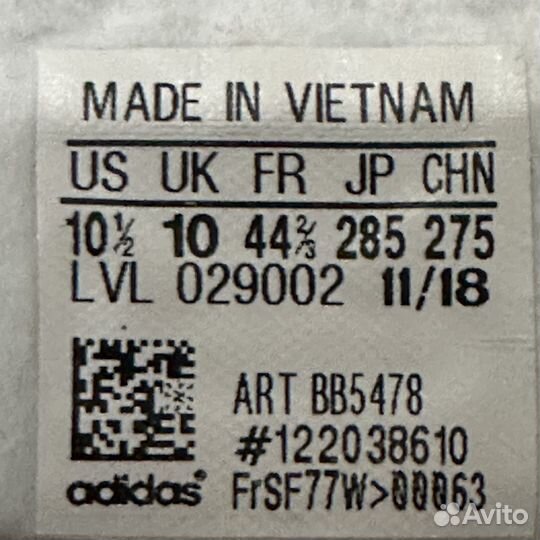 MADE IN VIETNAM
US UK FR JP CHN
10½ 10 44⅔ 285 275
LVL 029002 11/18
ART BB5478
#122038610
adidas® FrSF77W>00063
Avito